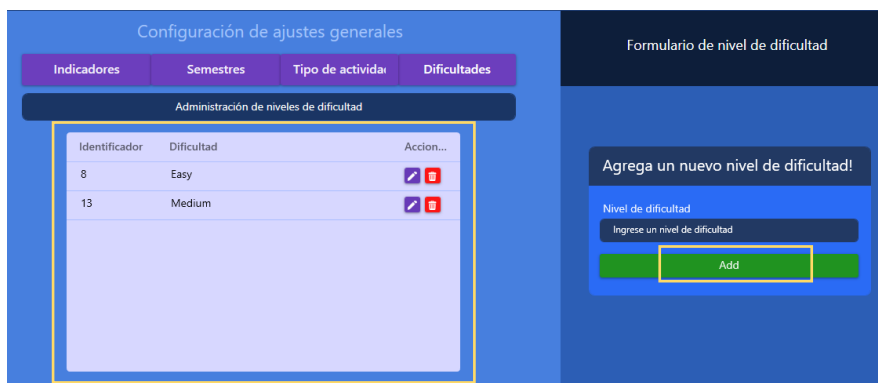 Configuración de ajustes generales
Indicadores Semestres Tipo de activida Dificultades
Administración de niveles de dificultad
Identificador Dificultad Accion...
8 Easy
13 Medium
Formulario de nivel de dificultad
Agrega un nuevo nivel de dificultad!
Nivel de dificultad
Ingrese un nivel de dificultad
Add